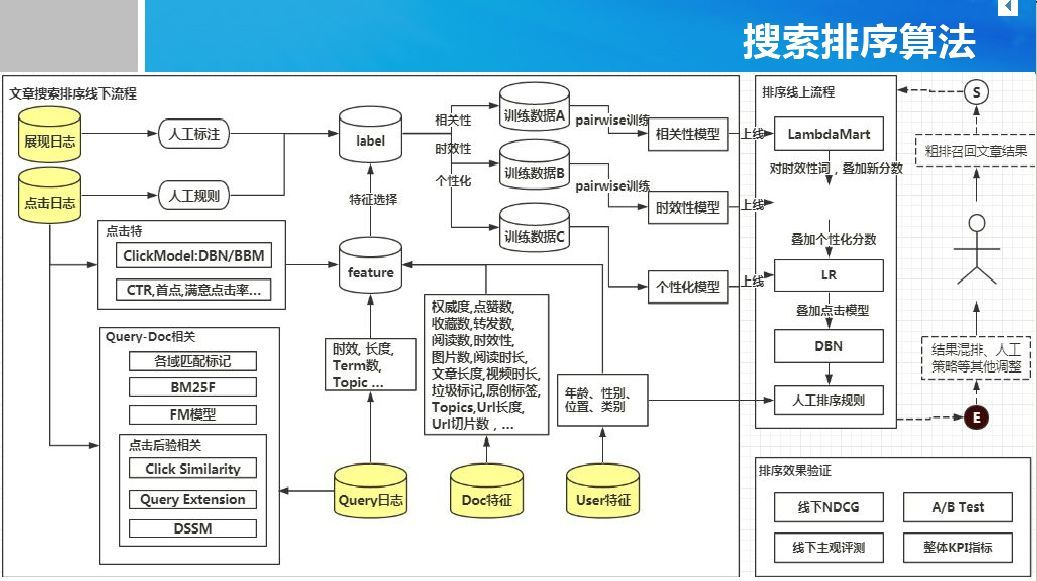 搜索排序算法
文章搜索排序线下流程
展现日志
人工标注
点击日志
人工规则
label
特征选择
feature
相关性
时效性
个性化
训练数据A
训练数据B
训练数据C
pairwise训练
pairwise训练
相关性模型
时效性模型
个性化模型
上线
上线
上线
点击特
ClickModel:DBN/BBM
CTR,首点,满意点击率...
Query-Doc相关
各域匹配标记
BM25F
FM模型
点击后验相关
Click Similarity
Query Extension
DSSM
时效, 长度,
Term数,
Topic ...
权威度,点赞数,
收藏数,转发数,
阅读数,时效性,
图片数,阅读时长,
文章长度,视频时长,
垃圾标记,原创标签,
Topics,Url长度,
Url切片数，...
年龄、性别、
位置、类别
Query日志
Doc特征
User特征
排序线上流程
LambdaMart
对时效性词，叠加新分数
叠加个性化分数
LR
叠加点击模型
DBN
人工排序规则
S
粗排召回文章结果
结果混排、人工
策略等其他调整
E
排序效果验证
线下NDCG
A/B Test
线下主观评测
整体KPI指标